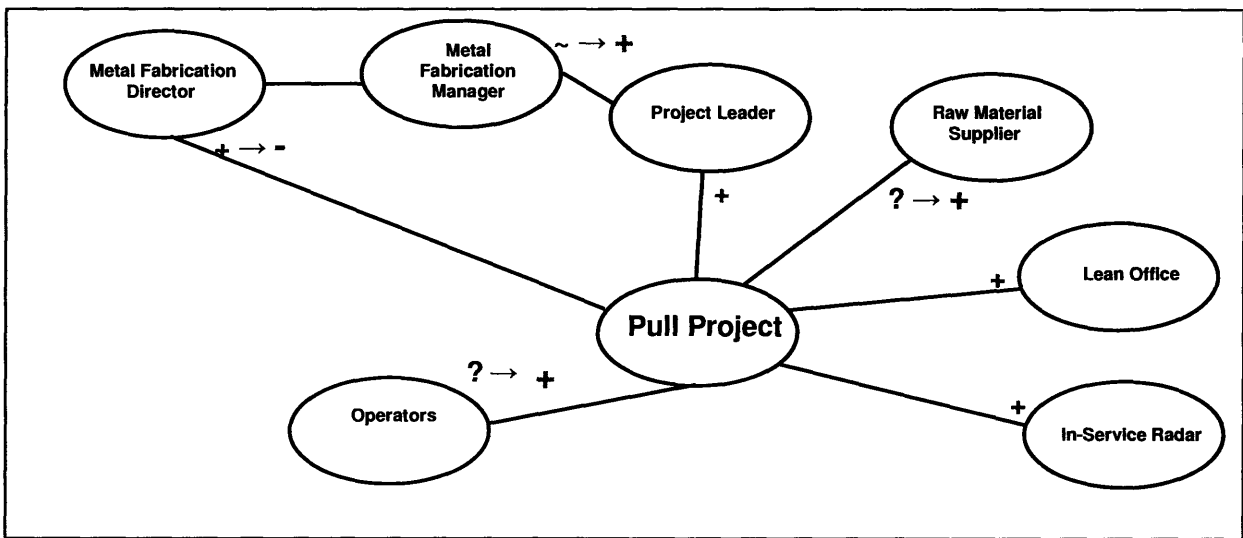 Metal Fabrication
Director
Metal
Fabrication
Manager
~ → +
Project Leader
Raw Material
Supplier
+ → -
+
? → +
Lean Office
+
Pull Project
? → +
Operators
+
In-Service Radar